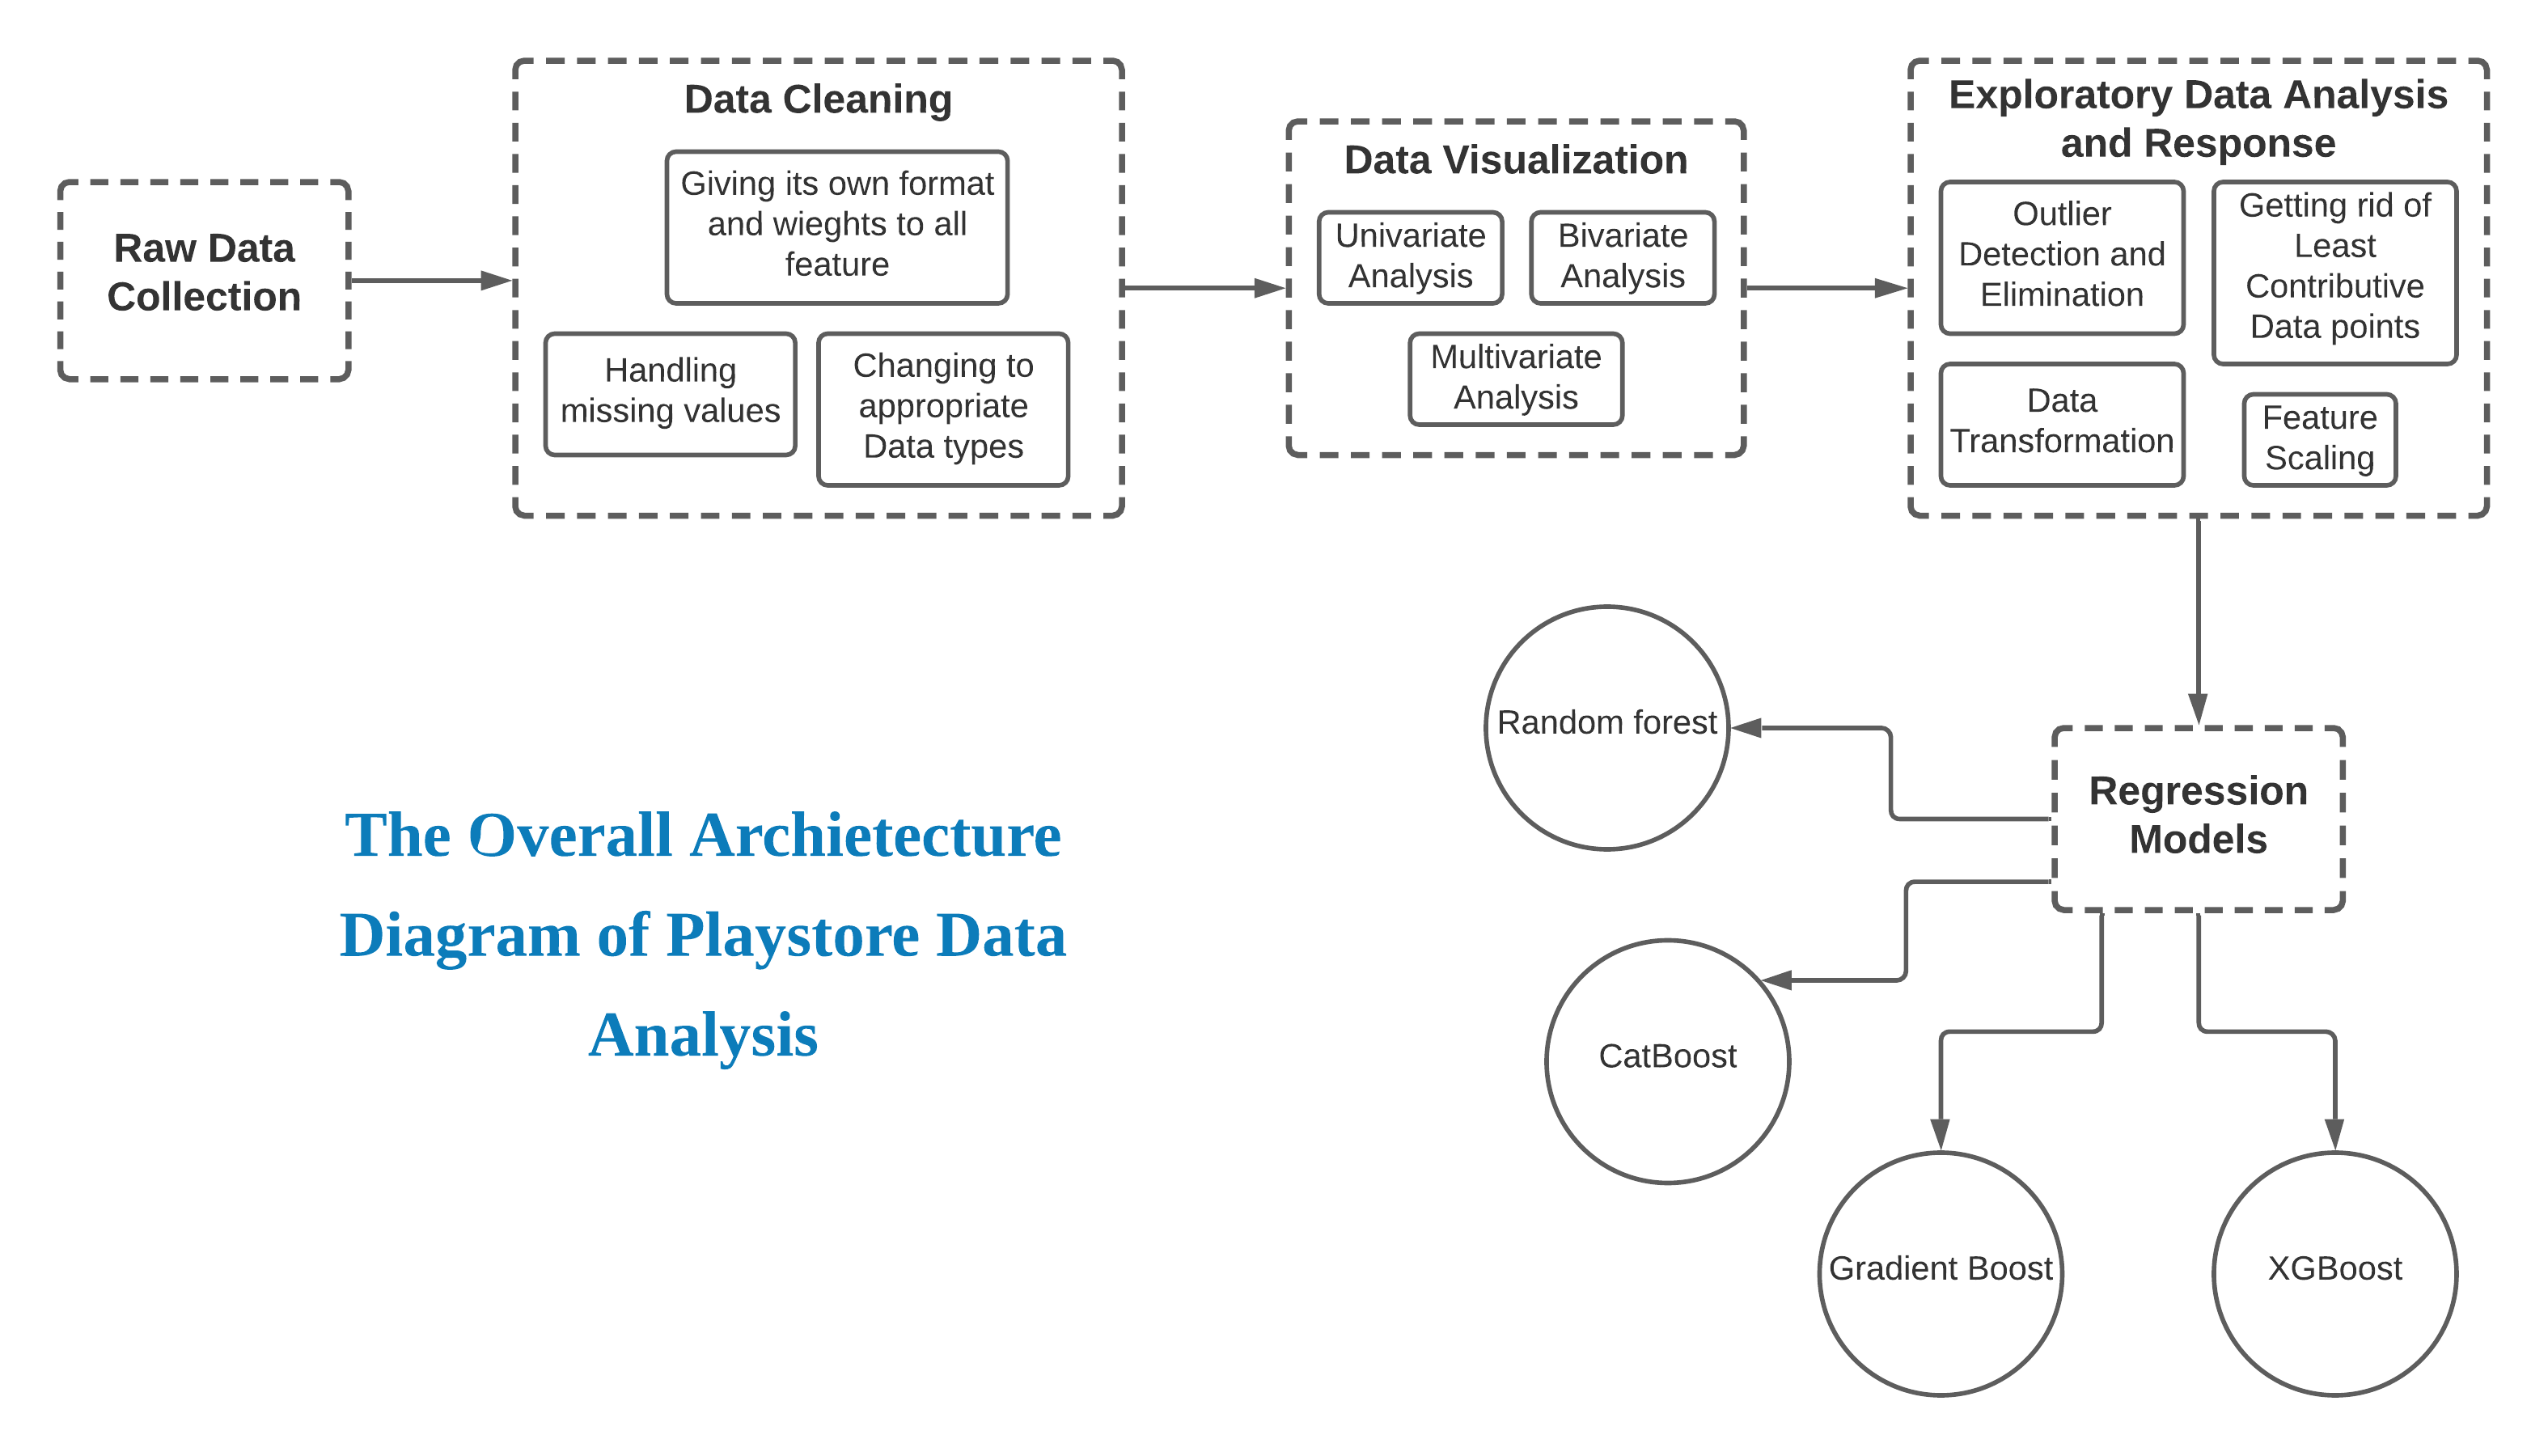 Raw Data
Collection
Data Cleaning
Giving its own format
and wieghts to all
feature
Handling
missing values
Changing to
appropriate
Data types
Data Visualization
Univariate
Analysis
Bivariate
Analysis
Multivariate
Analysis
Exploratory Data Analysis
and Response
Outlier
Detection and
Elimination
Getting rid of
Least
Contributive
Data points
Data
Transformation
Feature
Scaling
Regression
Models
Random forest
CatBoost
Gradient Boost
XGBoost
The Overall Archietecture
Diagram of Playstore Data
Analysis